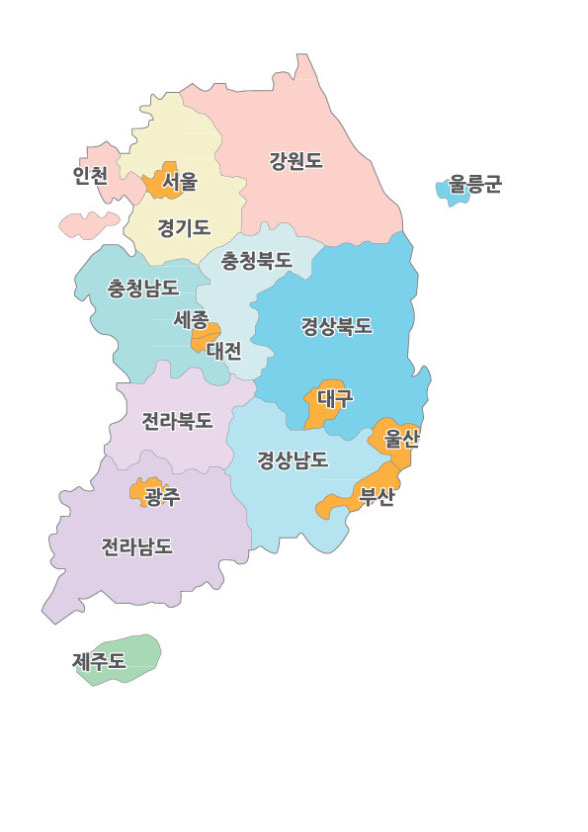 강원도
인천
서울
울릉군
경기도
충청북도
충청남도
세종
경상북도
대전
대구
전라북도
울산
경상남도
광주
부산
전라남도
제주도